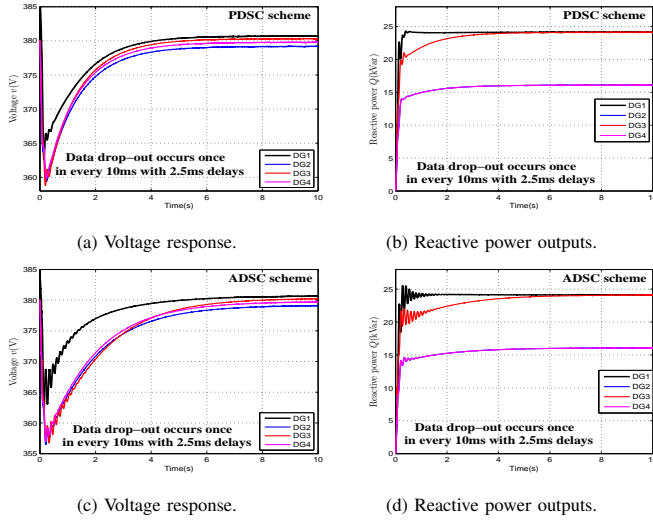 PDSC scheme
385
380
370
360
Voltage v(V)
DG1
DG2
DG3
DG4
Data drop−out occurs once
in every 10ms with 2.5ms delays
0
2
4
6
8
10
Time(s)
(a) Voltage response.
PDSC scheme
25
20
15
10
5
0
Reactive power Q(kVar)
DG1
DG2
DG3
DG4
Data drop−out occurs once
in every 10ms with 2.5ms delays
0
2
4
6
8
10
Time(s)
(b) Reactive power outputs.
ADSC scheme
385
380
375
370
365
360
355
Voltage v(V)
DG1
DG2
DG3
DG4
Data drop−out occurs once
in every 10ms with 2.5ms delays
0
2
4
6
8
10
Time(s)
(c) Voltage response.
ADSC scheme
25
20
15
10
5
0
Reactive power Q(kVar)
DG1
DG2
DG3
DG4
Data drop−out occurs once
in every 10ms with 2.5ms delays
0
2
4
6
8
10
Time(s)
(d) Reactive power outputs.